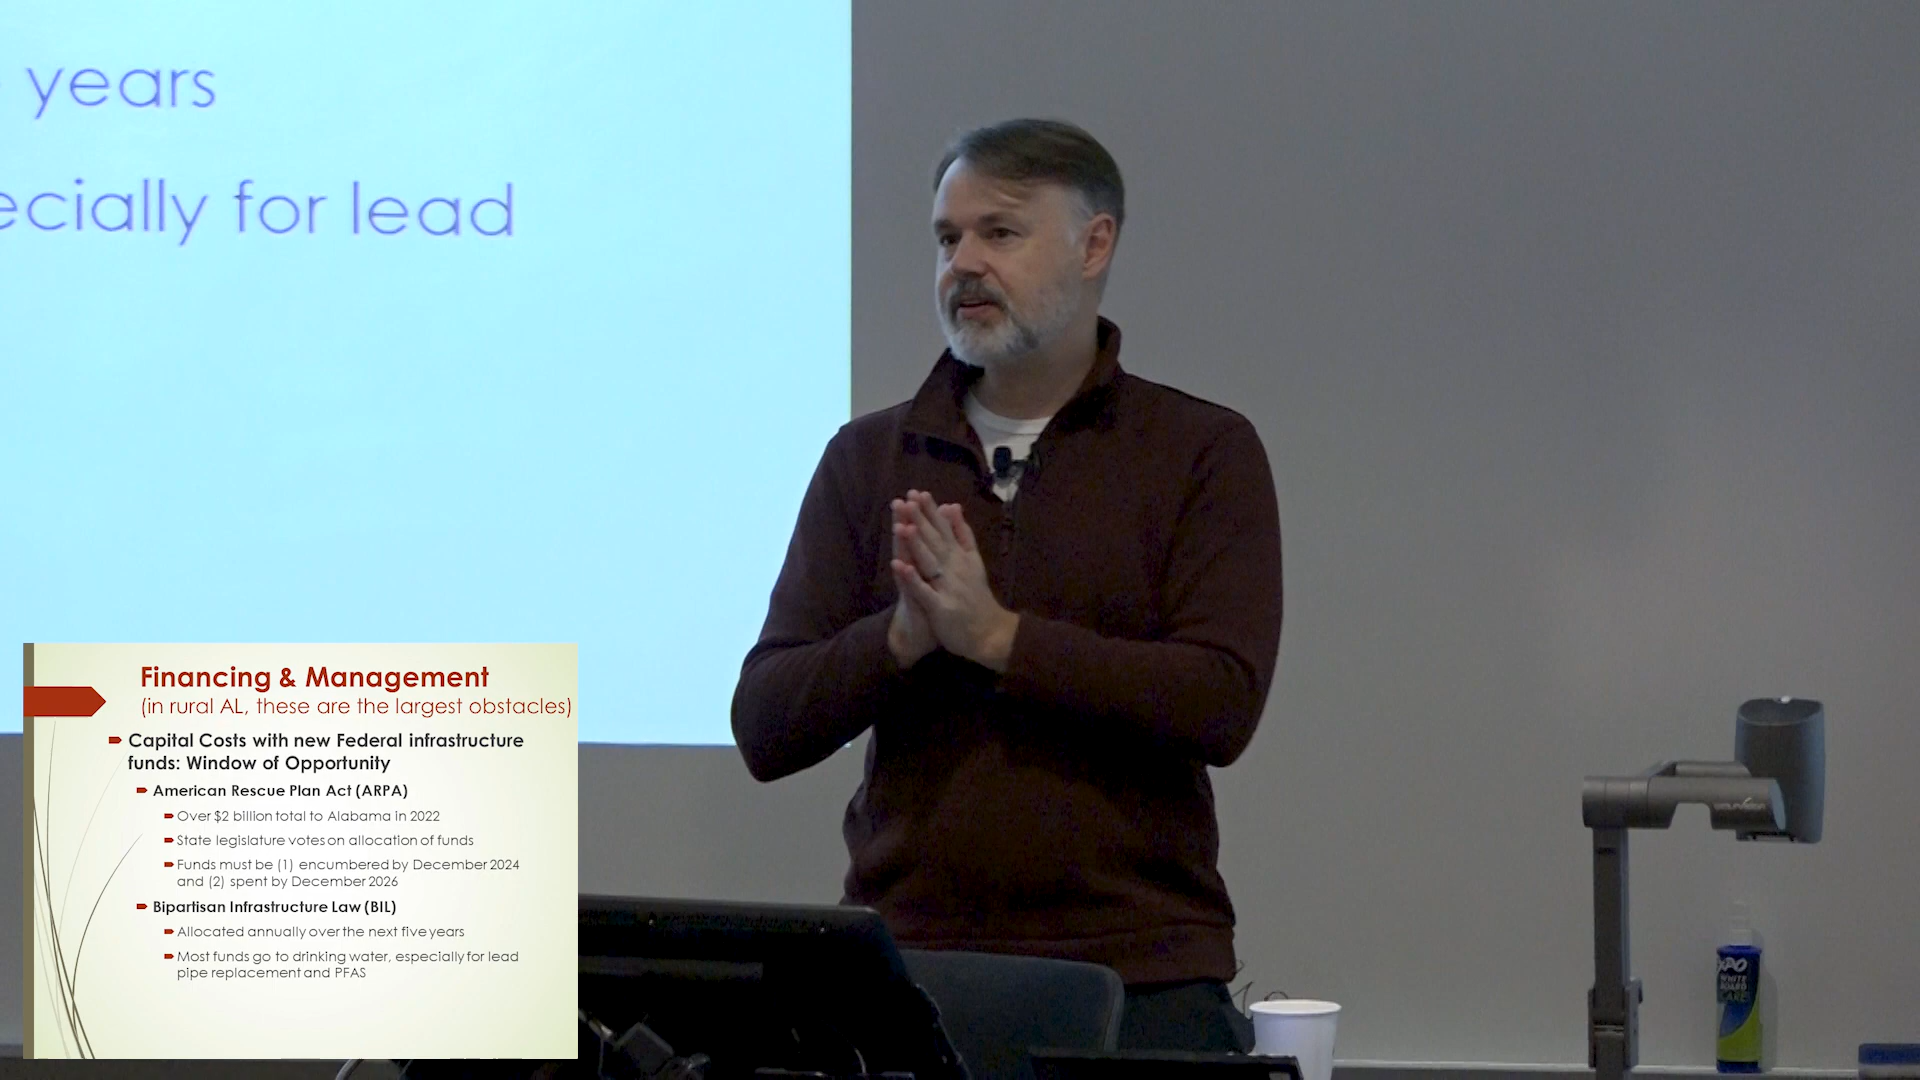 years
ecially for lead
Financing & Management
(in rural AL, these are the largest obstacles)
Capital Costs with new Federal infrastructure
funds: Window of Opportunity
American Rescue Plan Act (ARPA)
Over $2 billion total to Alabama in 2022
State legislature votes on allocation of funds
Funds must be (1) encumbered by December 2024
and (2) spent by December 2026
Bipartisan Infrastructure Law (BIL)
Allocated annually over the next five years
Most funds go to drinking water, especially for lead
pipe replacement and PFAS
EXPO
WHITE
BOARD
CARE